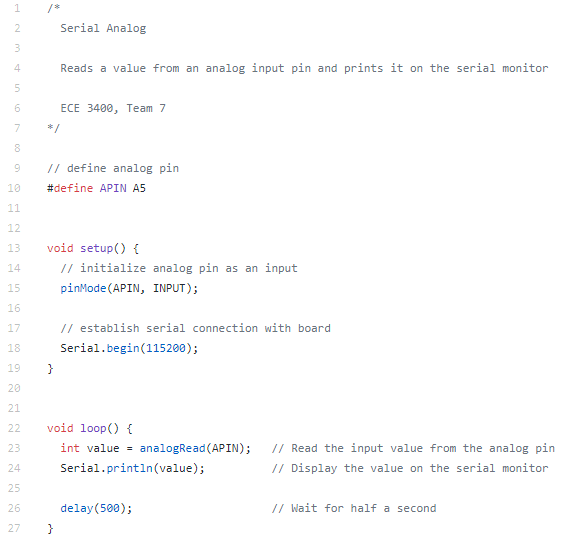 1 /*
2 Serial Analog
3
4 Reads a value from an analog input pin and prints it on the serial monitor
5
6 ECE 3400, Team 7
7 */
8
9 // define analog pin
10 #define APIN A5
11
12
13 void setup() {
14 // initialize analog pin as an input
15 pinMode(APIN, INPUT);
16
17 // establish serial connection with board
18 Serial.begin(115200);
19 }
20
21
22 void loop() {
23 int value = analogRead(APIN); // Read the input value from the analog pin
24 Serial.println(value); // Display the value on the serial monitor
25
26 delay(500); // Wait for half a second
27 }